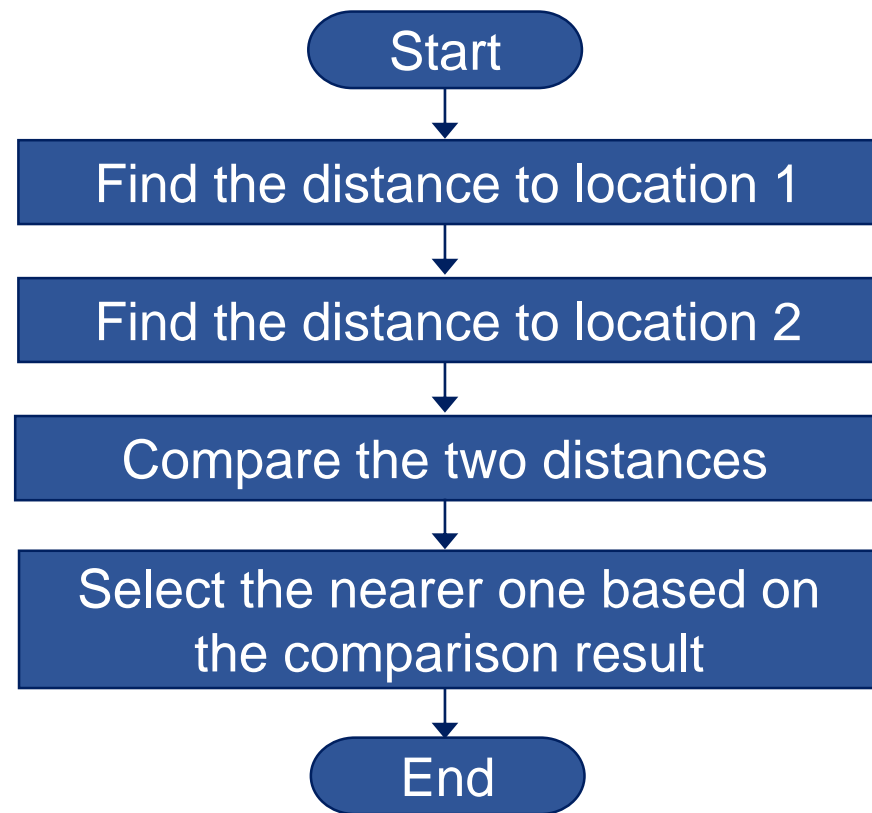 Start
Find the distance to location 1
Find the distance to location 2
Compare the two distances
Select the nearer one based on
the comparison result
End